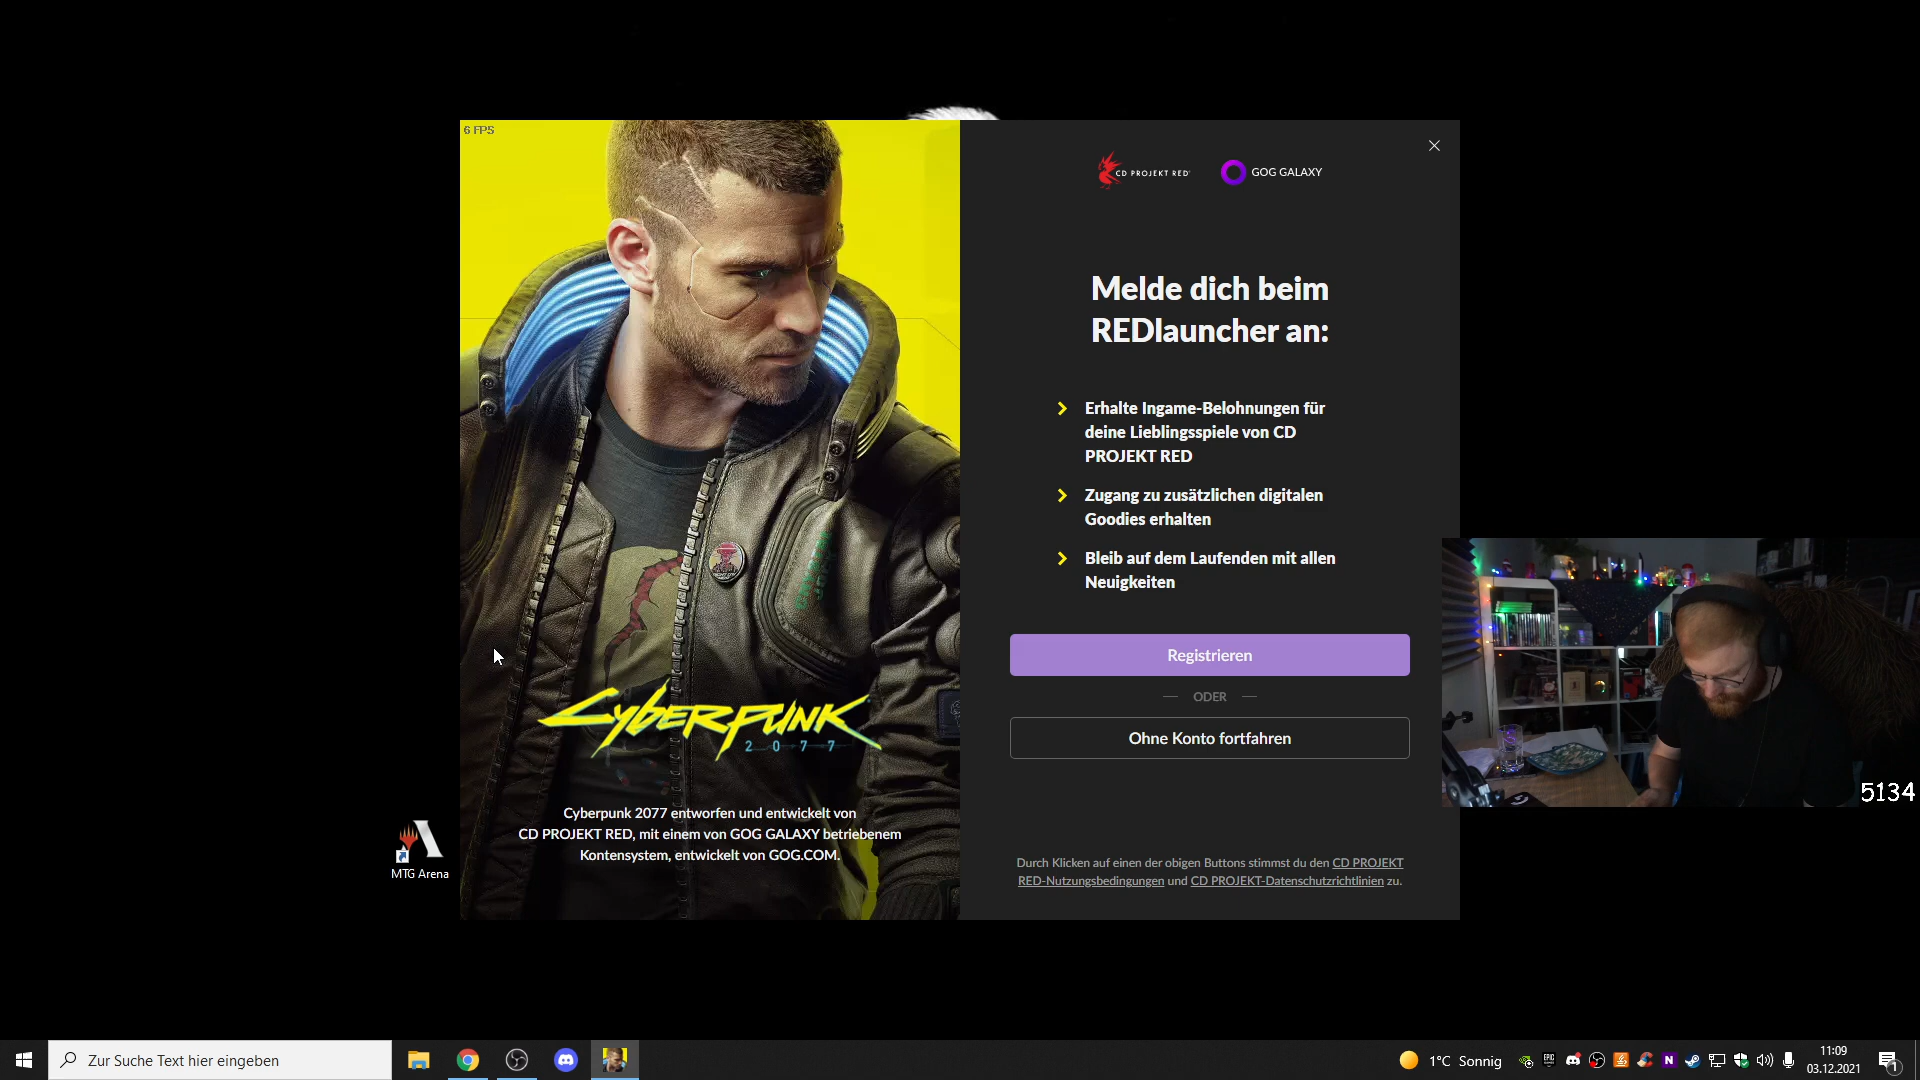 6 FPS
CD PROJEKT RED
GOG GALAXY
Melde dich beim
REDlauncher an:
Erhalte Ingame-Belohnungen für
deine Lieblingsspiele von CD
PROJEKT RED
Zugang zu zusätzlichen digitalen
Goodies erhalten
Bleib auf dem Laufenden mit allen
Neuigkeiten
Registrieren
ODER
Ohne Konto fortfahren
Durch Klicken auf einen der obigen Buttons stimmst du den CD PROJEKT
RED-Nutzungsbedingungen und CD PROJEKT-Datenschutzrichtlinien zu.
CYBERPUNK
2077
Cyberpunk 2077 entworfen und entwickelt von
CD PROJEKT RED, mit einem von GOG GALAXY betriebenem
Kontensystem, entwickelt von GOG.COM.
MTG Arena
5134
Zur Suche Text hier eingeben
1°C Sonnig
11:09
03.12.2021
1